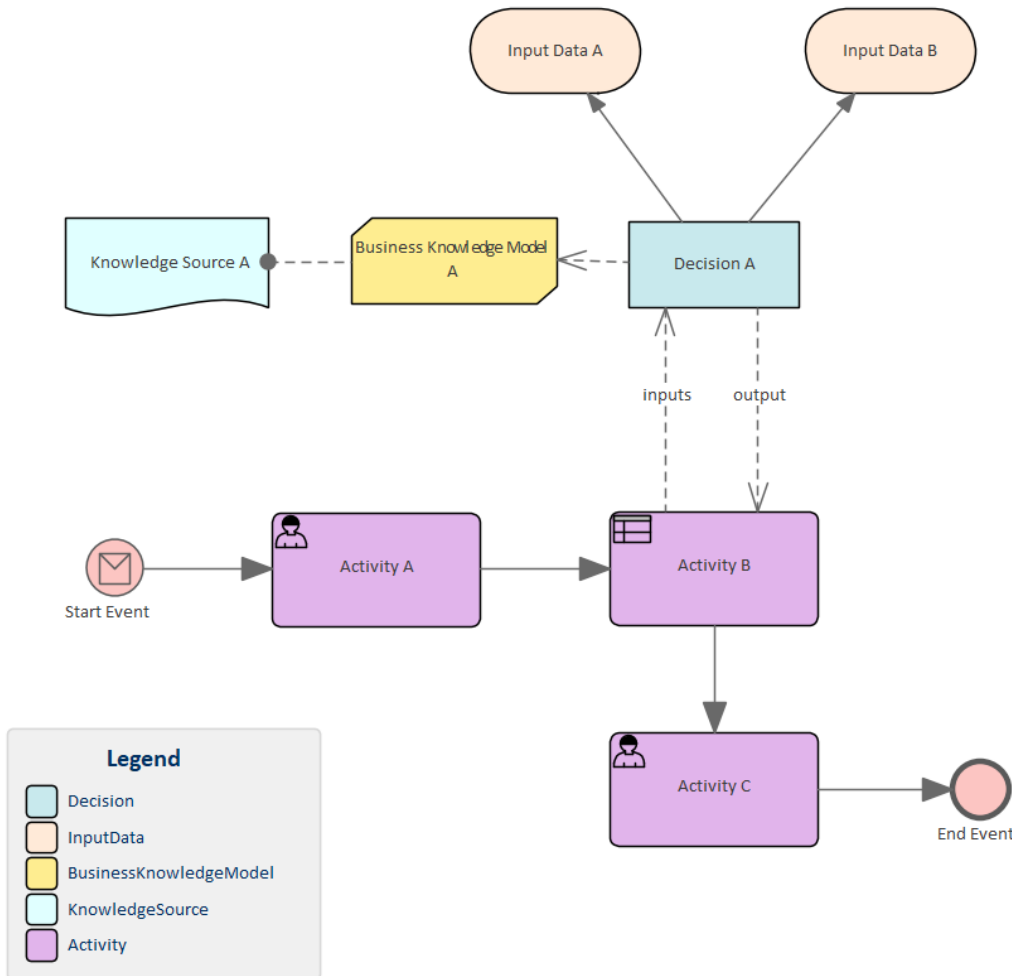 Input Data A
Input Data B
Knowledge Source A
Business Knowledge Model
A
Decision A
inputs
output
Activity A
Activity B
Start Event
Activity C
End Event
Legend
Decision
InputData
BusinessKnowledgeModel
KnowledgeSource
Activity